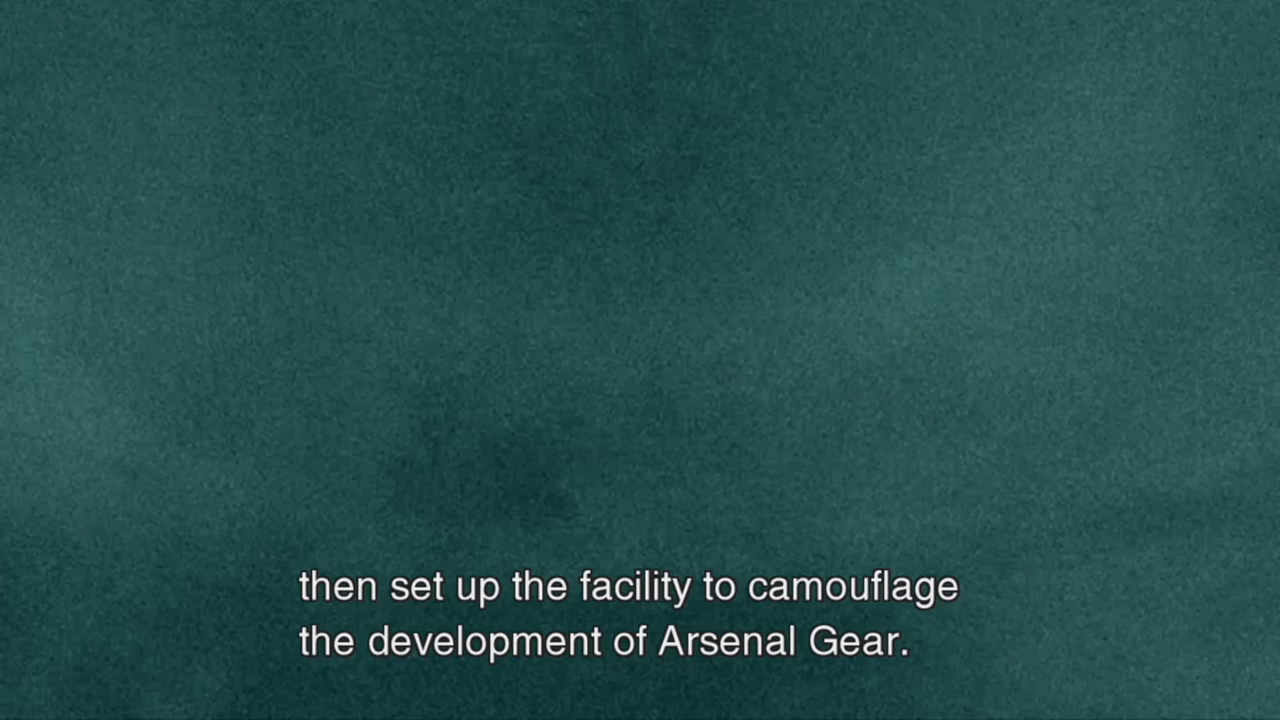 then set up the facility to camouflage
the development of Arsenal Gear.